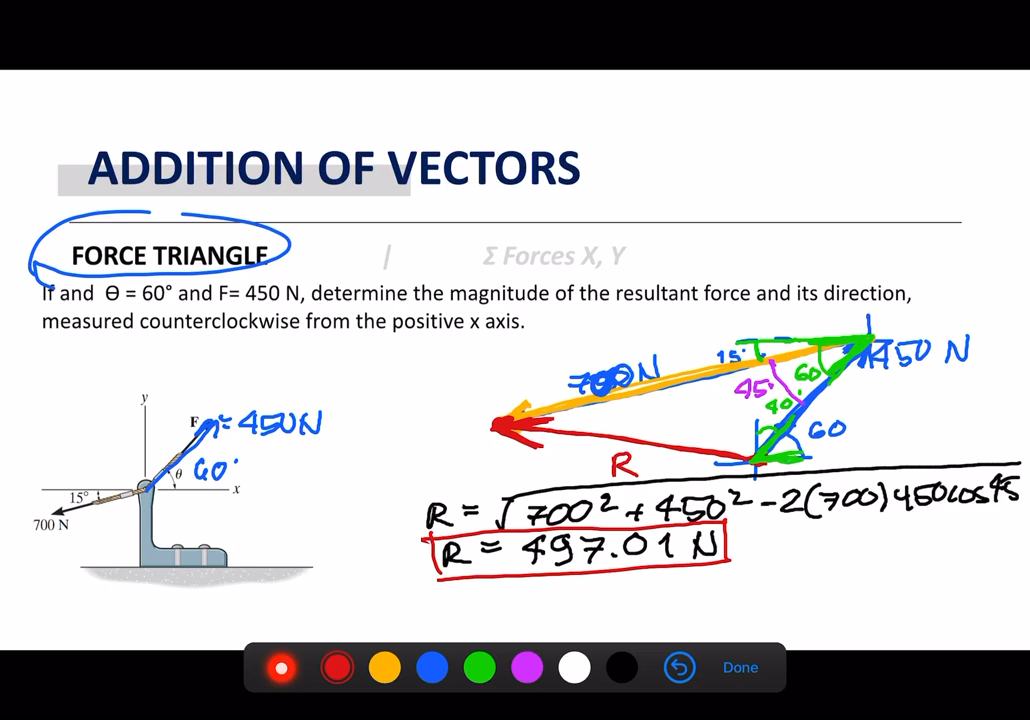 ADDITION OF VECTORS
FORCE TRIANGLE | Σ Forces X, Y
If and ϴ = 60° and F= 450 N, determine the magnitude of the resultant force and its direction,
measured counterclockwise from the positive x axis.
700 N
15°
60
450 N
45°
40°
60
R
y
F = 450N
θ 60°
x
15°
700 N
R = √700² + 450² - 2(700)450cos45
R = 497.01 N
Done